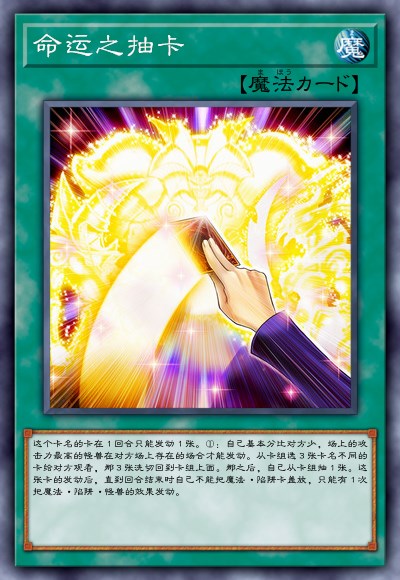 命运之抽卡
魔
【魔法カード】
ま ほう
这个卡名的卡在1回合只能发动1张。①：自己基本分比对方少，场上的攻
击力最高的怪兽在对方场上存在的场合才能发动。从卡组选3张卡名不同的
卡给对方观看，那3张洗切回到卡组上面。那之后，自己从卡组抽1张。这
张卡的发动后，直到回合结束时自己不能把魔法·陷阱卡盖放，只能有1次
把魔法·陷阱·怪兽的效果发动。